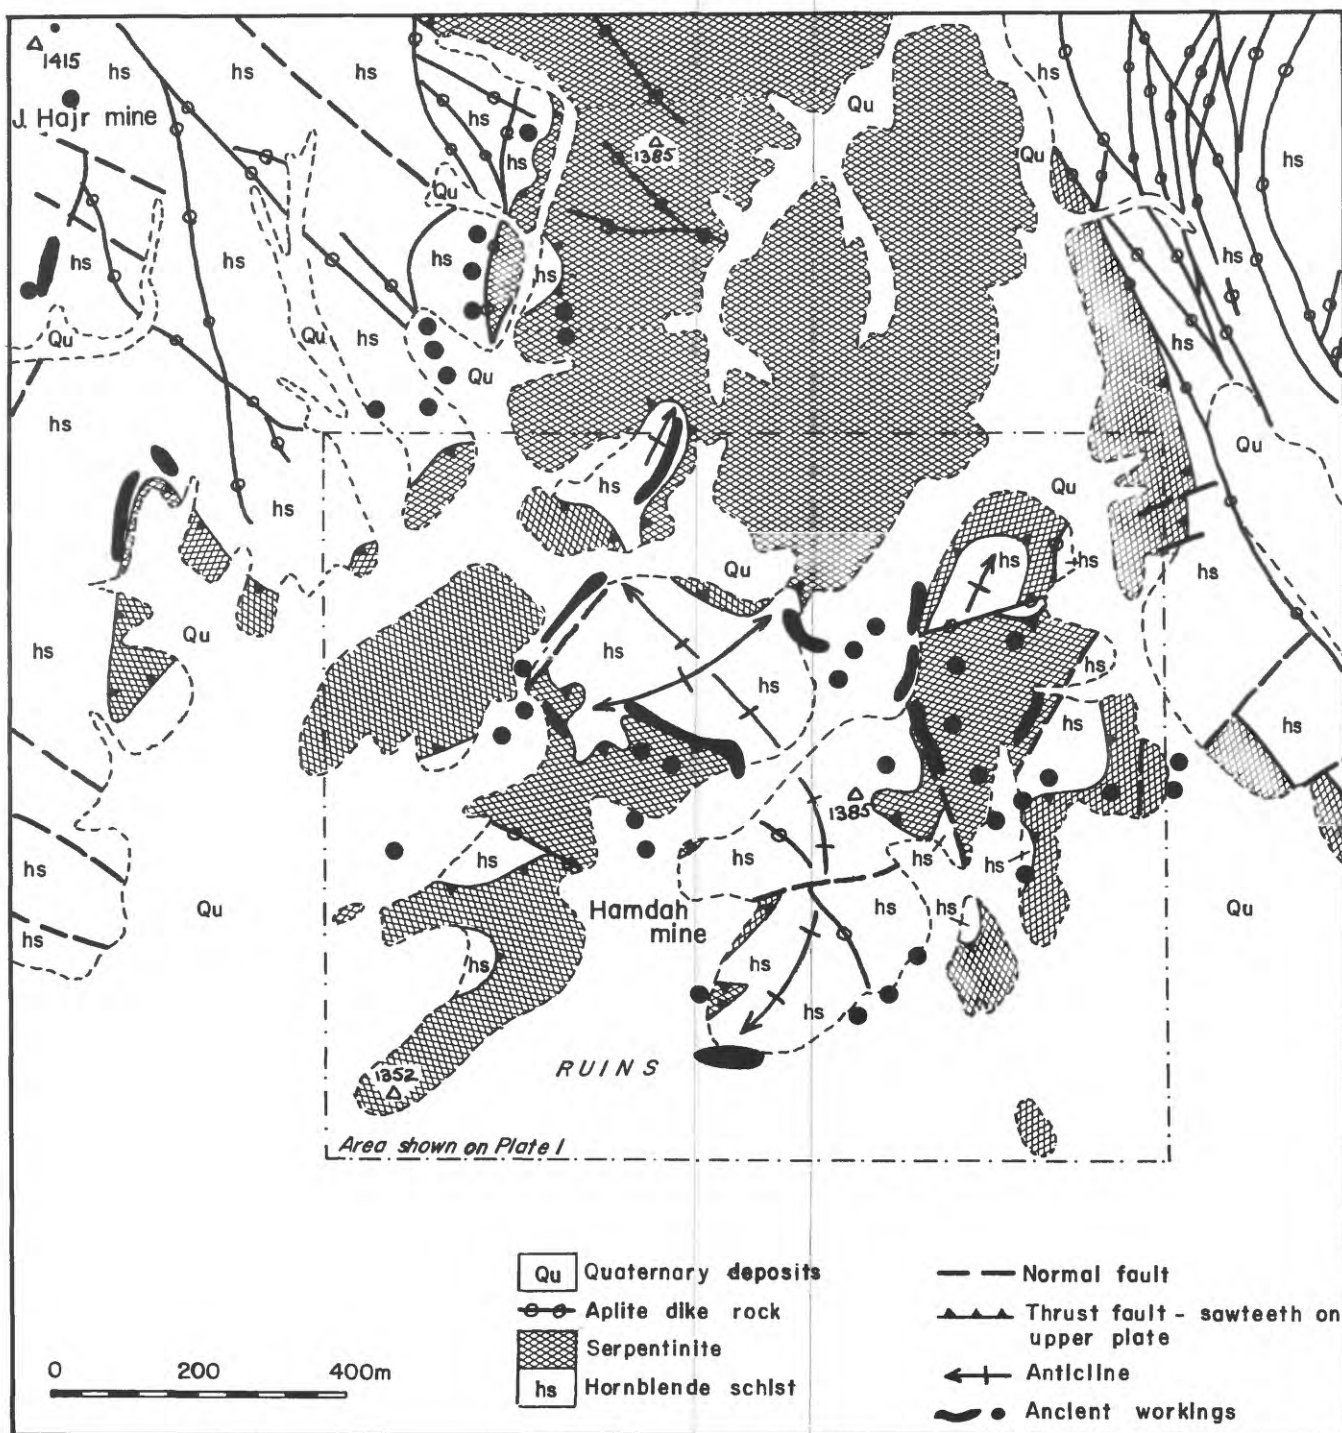 1415
hs
hs
hs
hs
Qu
hs
J. Hajr mine
hs
1385
Qu
hs
Qu
hs
hs
hs
hs
hs
Qu
Qu
hs
Qu
hs
hs
Qu
hs
hs
Qu
Qu
hs
hs
hs
Qu
hs
hs
hs
hs
hs
hs
hs
1385
hs
hs
hs
hs
hs
Qu
Hamdah
mine
hs
hs
Qu
hs
hs
hs
hs
RUINS
1352
Area shown on Plate I
Qu Quaternary deposits
Aplite dike rock
Serpentinite
hs Hornblende schist
Normal fault
Thrust fault - sawteeth on
upper plate
Anticline
Ancient workings
0 200 400m